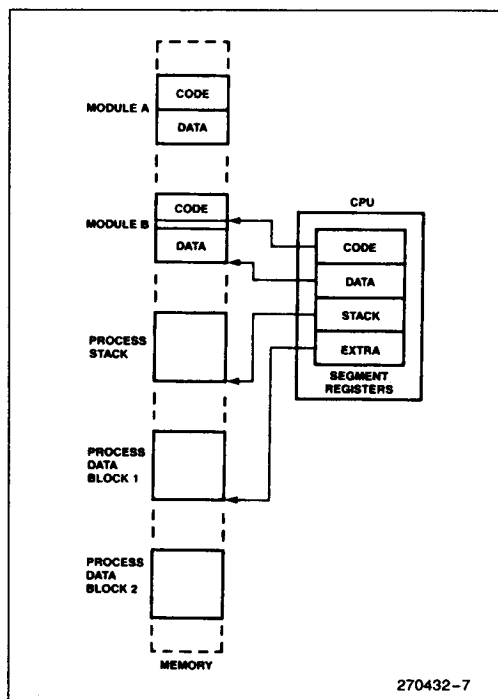 MODULE A
CODE
DATA
MODULE B
CODE
DATA
CPU
CODE
DATA
STACK
EXTRA
SEGMENT
REGISTERS
PROCESS
STACK
PROCESS
DATA
BLOCK 1
PROCESS
DATA
BLOCK 2
MEMORY
270432-7